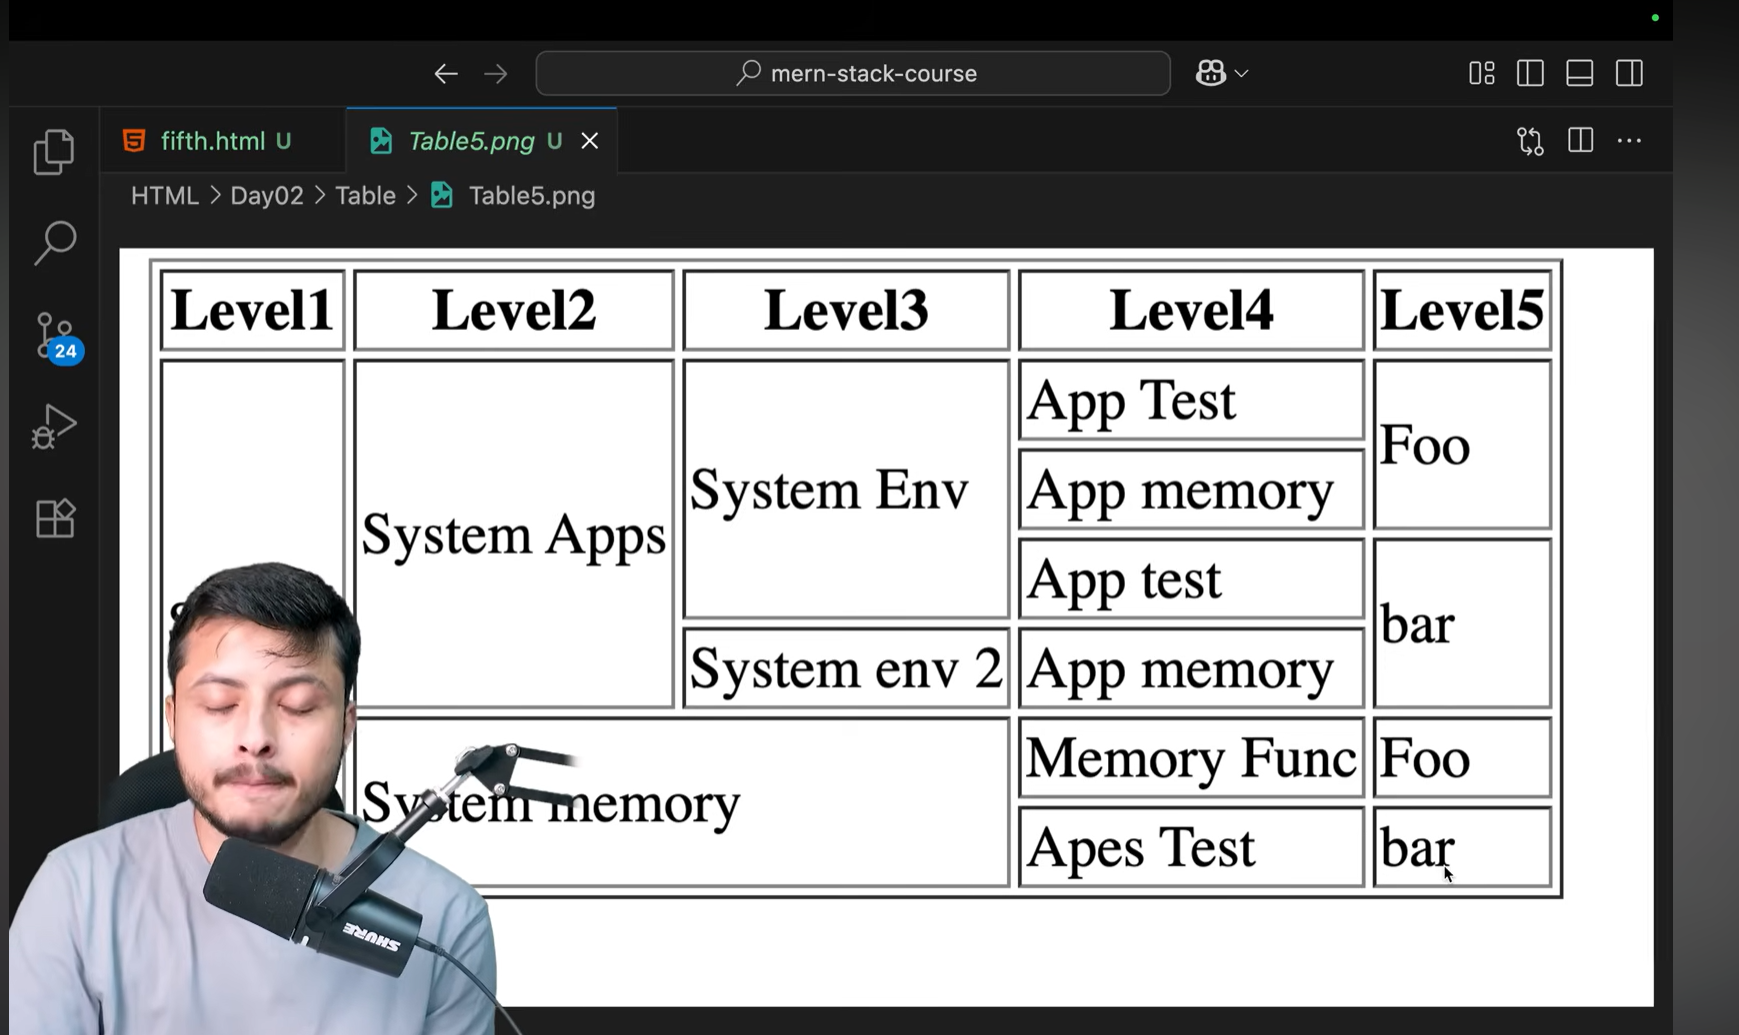 mern-stack-course
fifth.html U
Table5.png U
HTML > Day02 > Table > Table5.png
24
Level1 Level2 Level3 Level4 Level5
App Test
Foo
System Env
App memory
System Apps
App test
bar
System env 2
App memory
Memory Func
Foo
System memory
Apes Test
bar
SHURE